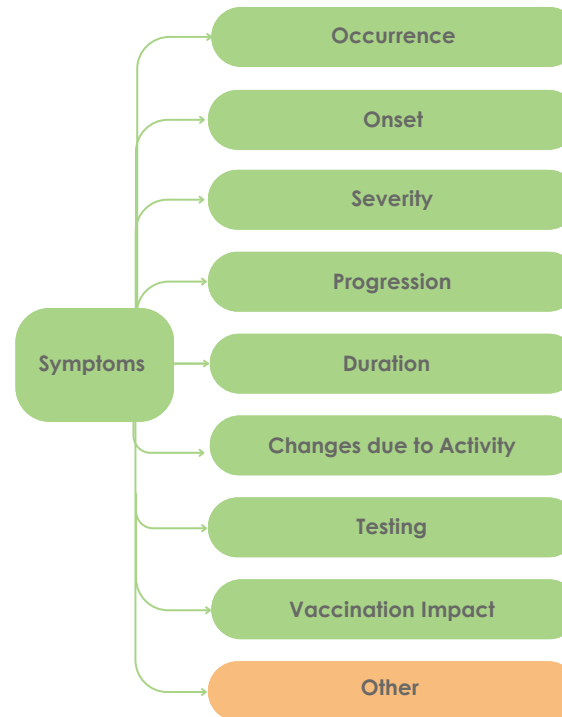 Occurrence
Onset
Severity
Progression
Symptoms
Duration
Changes due to Activity
Testing
Vaccination Impact
Other